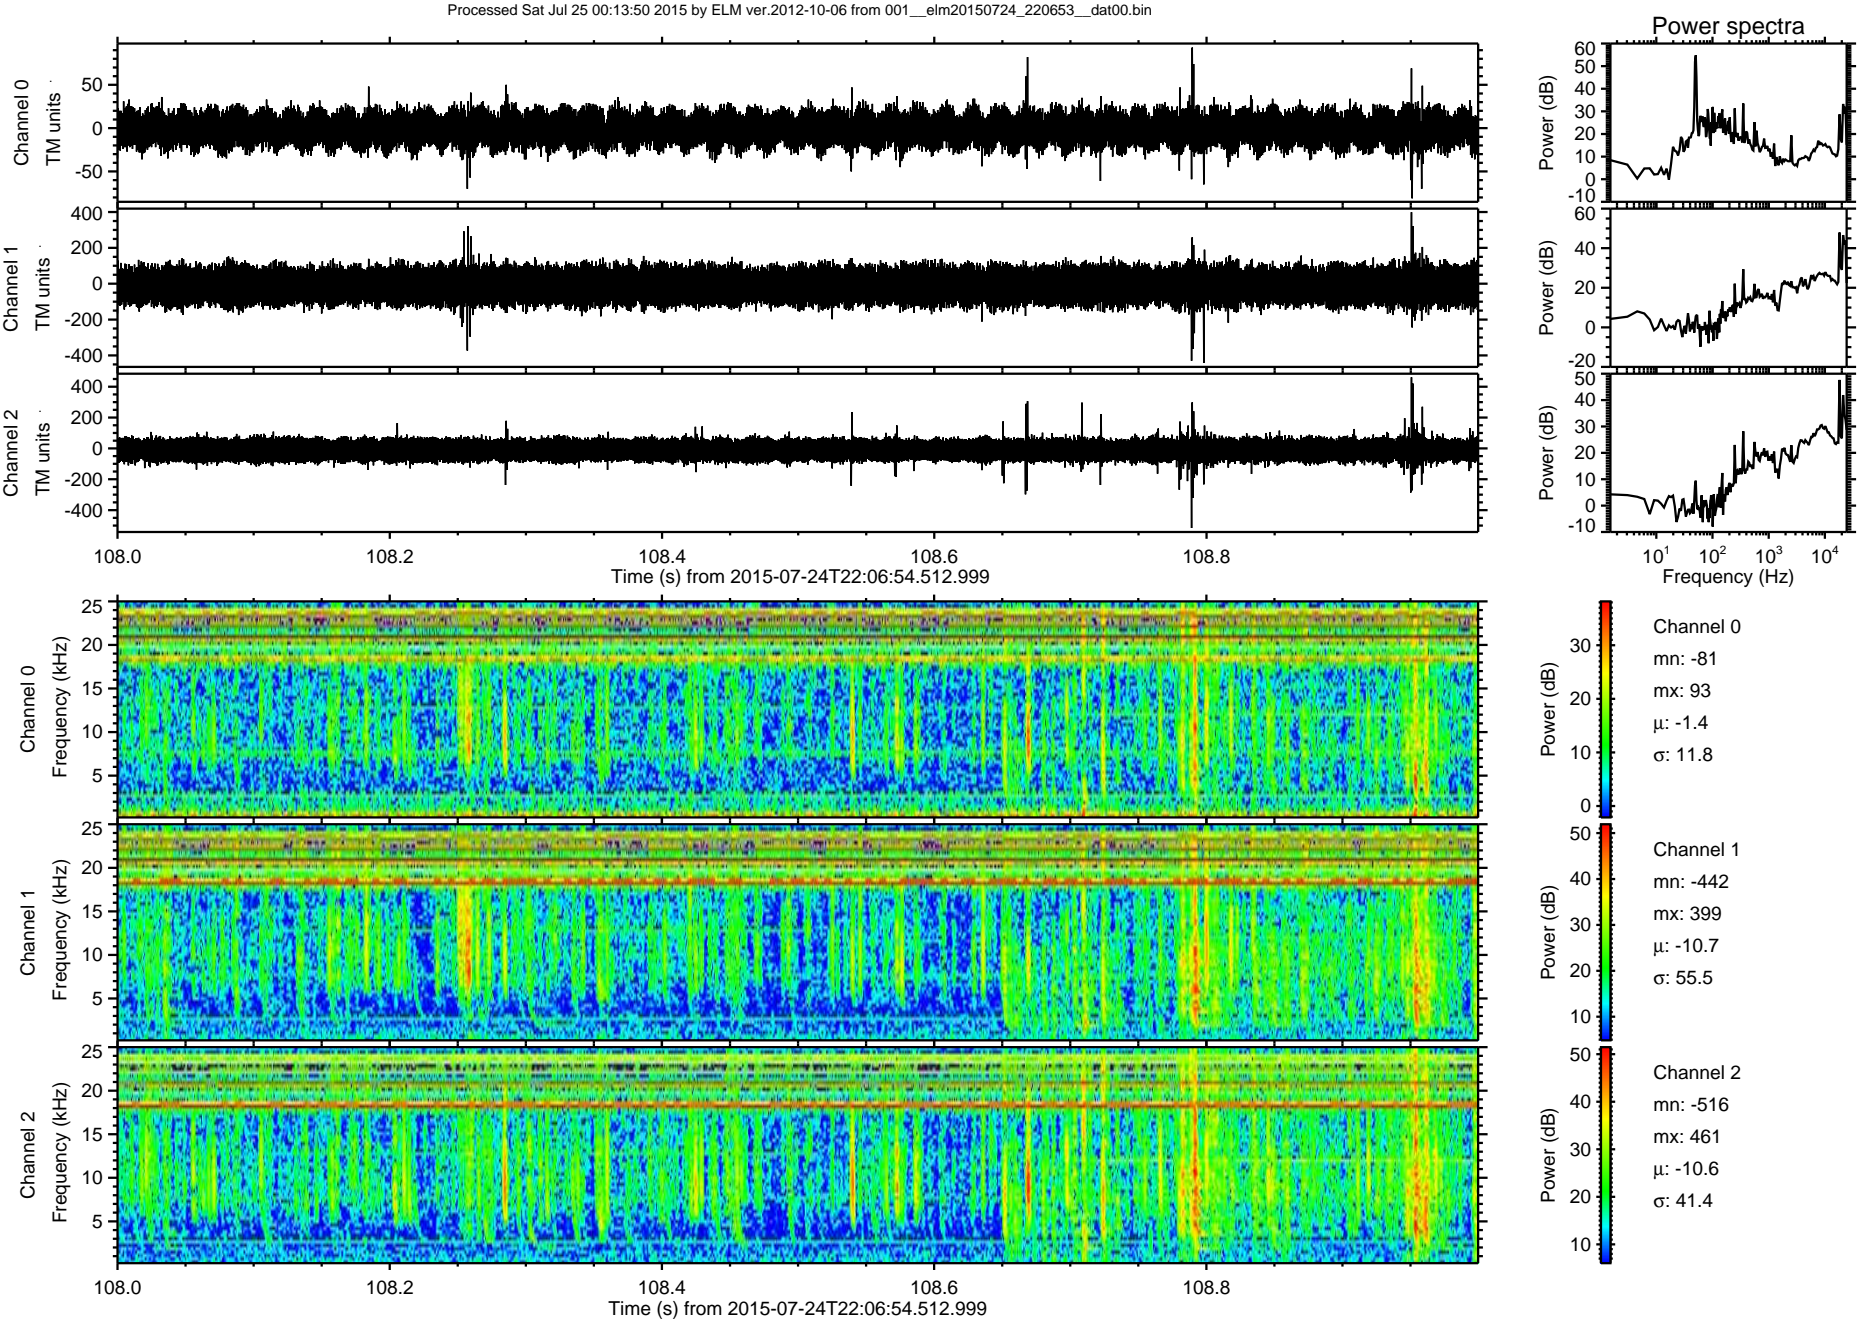 Processed Sat Jul 25 00:13:50 2015 by ELM ver.2012-10-06 from 001__elm20150724_220653__dat00.bin
Power spectra
Channel 0
TM units
50
0
-50
Power (dB)
60
50
40
30
20
10
0
-10
Channel 1
TM units
400
200
0
-200
-400
Power (dB)
60
40
20
0
-20
Channel 2
TM units
400
200
0
-200
-400
Power (dB)
50
40
30
20
10
0
-10
108.0 108.2 108.4 108.6 108.8
Time (s) from 2015-07-24T22:06:54.512.999
10^1 10^2 10^3 10^4
Frequency (Hz)
Channel 0
Frequency (kHz)
25
20
15
10
5
Power (dB)
30
20
10
0
Channel 0
mn: -81
mx: 93
μ: -1.4
σ: 11.8
Channel 1
Frequency (kHz)
25
20
15
10
5
Power (dB)
50
40
30
20
10
Channel 1
mn: -442
mx: 399
μ: -10.7
σ: 55.5
Channel 2
Frequency (kHz)
25
20
15
10
5
Power (dB)
50
40
30
20
10
Channel 2
mn: -516
mx: 461
μ: -10.6
σ: 41.4
108.0 108.2 108.4 108.6 108.8
Time (s) from 2015-07-24T22:06:54.512.999